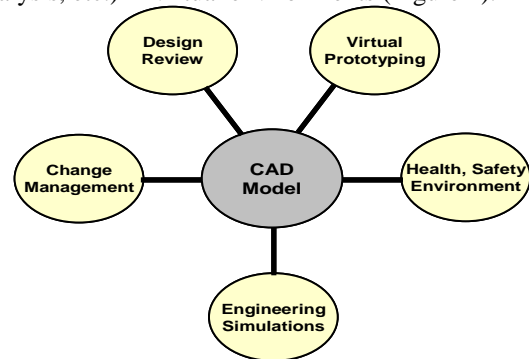 Design
Review
Virtual
Prototyping
CAD
Model
Change
Management
Health, Safety
Environment
Engineering
Simulations